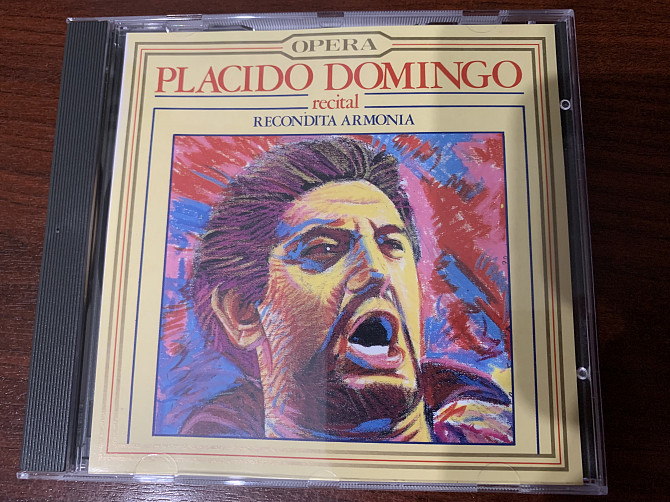 OPERA
PLACIDO DOMINGO
recital
RECONDITA ARMONIA